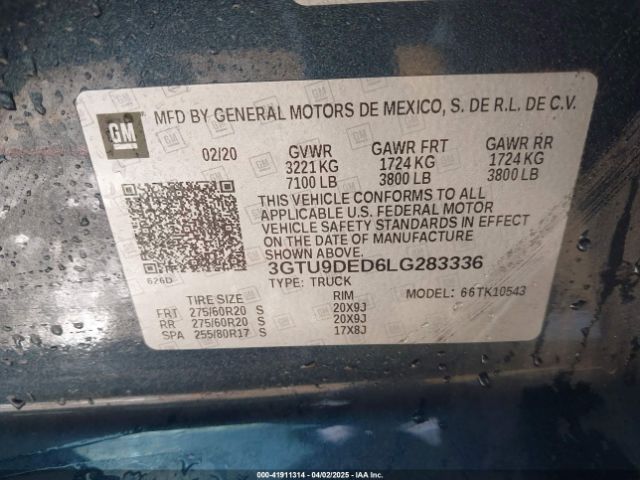 GM
MFD BY GENERAL MOTORS DE MEXICO, S. DE R.L. DE C.V.
02/20 GVWR GAWR FRT GAWR RR
3221 KG 1724 KG 1724 KG
7100 LB 3800 LB 3800 LB
THIS VEHICLE CONFORMS TO ALL
APPLICABLE U.S. FEDERAL MOTOR
VEHICLE SAFETY STANDARDS IN EFFECT
ON THE DATE OF MANUFACTURE
SHOWN ABOVE.
626D 3GTU9DED6LG283336
TYPE: TRUCK MODEL: 66TK10543
TIRE SIZE RIM
FRT 275/60R20 S 20X9J
RR 275/60R20 S 20X9J
SPA 255/80R17 S 17X8J
000-41911314 - 04/02/2025 - IAA Inc.